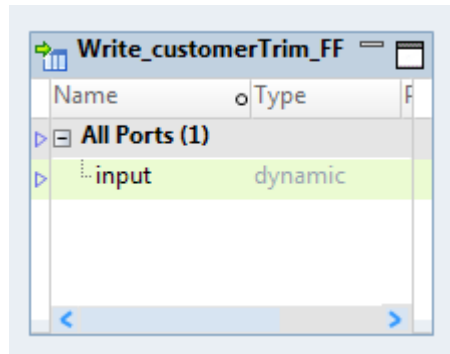 Write_customerTrim_FF
Name Type
All Ports (1)
input dynamic